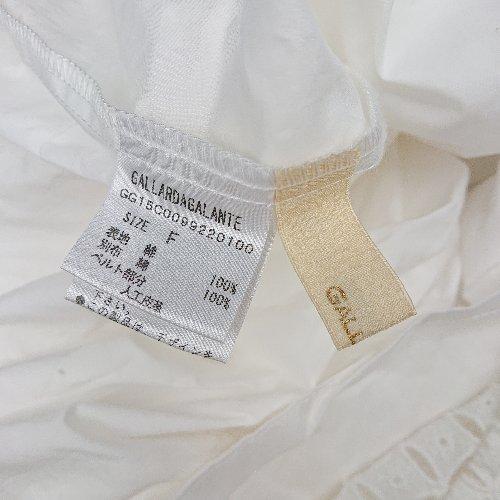 GALLARDAGALANTE
GG15C0099220100
SIZE F
表地 綿 100%
別布 綿 100%
ベルト部分
人工皮革
GALL